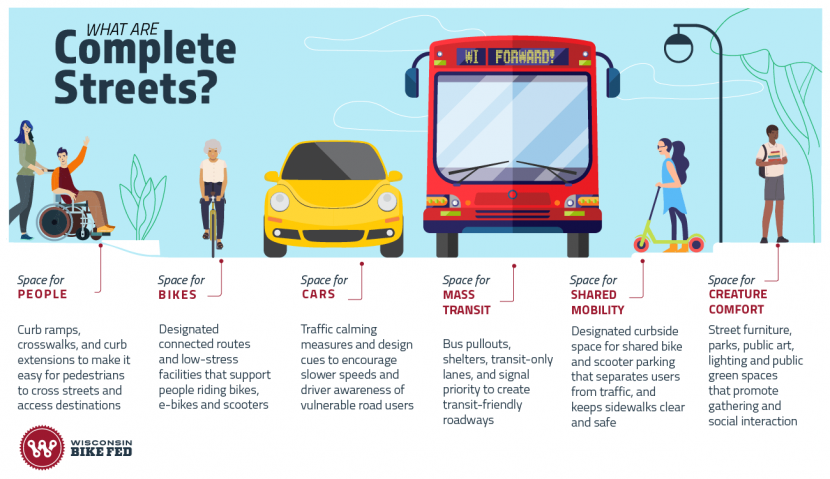 WHAT ARE
Complete
Streets?
WI FORWARD!
Space for
PEOPLE
Curb ramps,
crosswalks, and curb
extensions to make it
easy for pedestrians
to cross streets and
access destinations
Space for
BIKES
Designated
connected routes
and low-stress
facilities that support
people riding bikes,
e-bikes and scooters
Space for
CARS
Traffic calming
measures and design
cues to encourage
slower speeds and
driver awareness of
vulnerable road users
Space for
MASS
TRANSIT
Bus pullouts,
shelters, transit-only
lanes, and signal
priority to create
transit-friendly
roadways
Space for
SHARED
MOBILITY
Designated curbside
space for shared bike
and scooter parking
that separates users
from traffic, and
keeps sidewalks clear
and safe
Space for
CREATURE
COMFORT
Street furniture,
parks, public art,
lighting and public
green spaces
that promote
gathering and
social interaction
W
WISCONSIN
BIKE FED